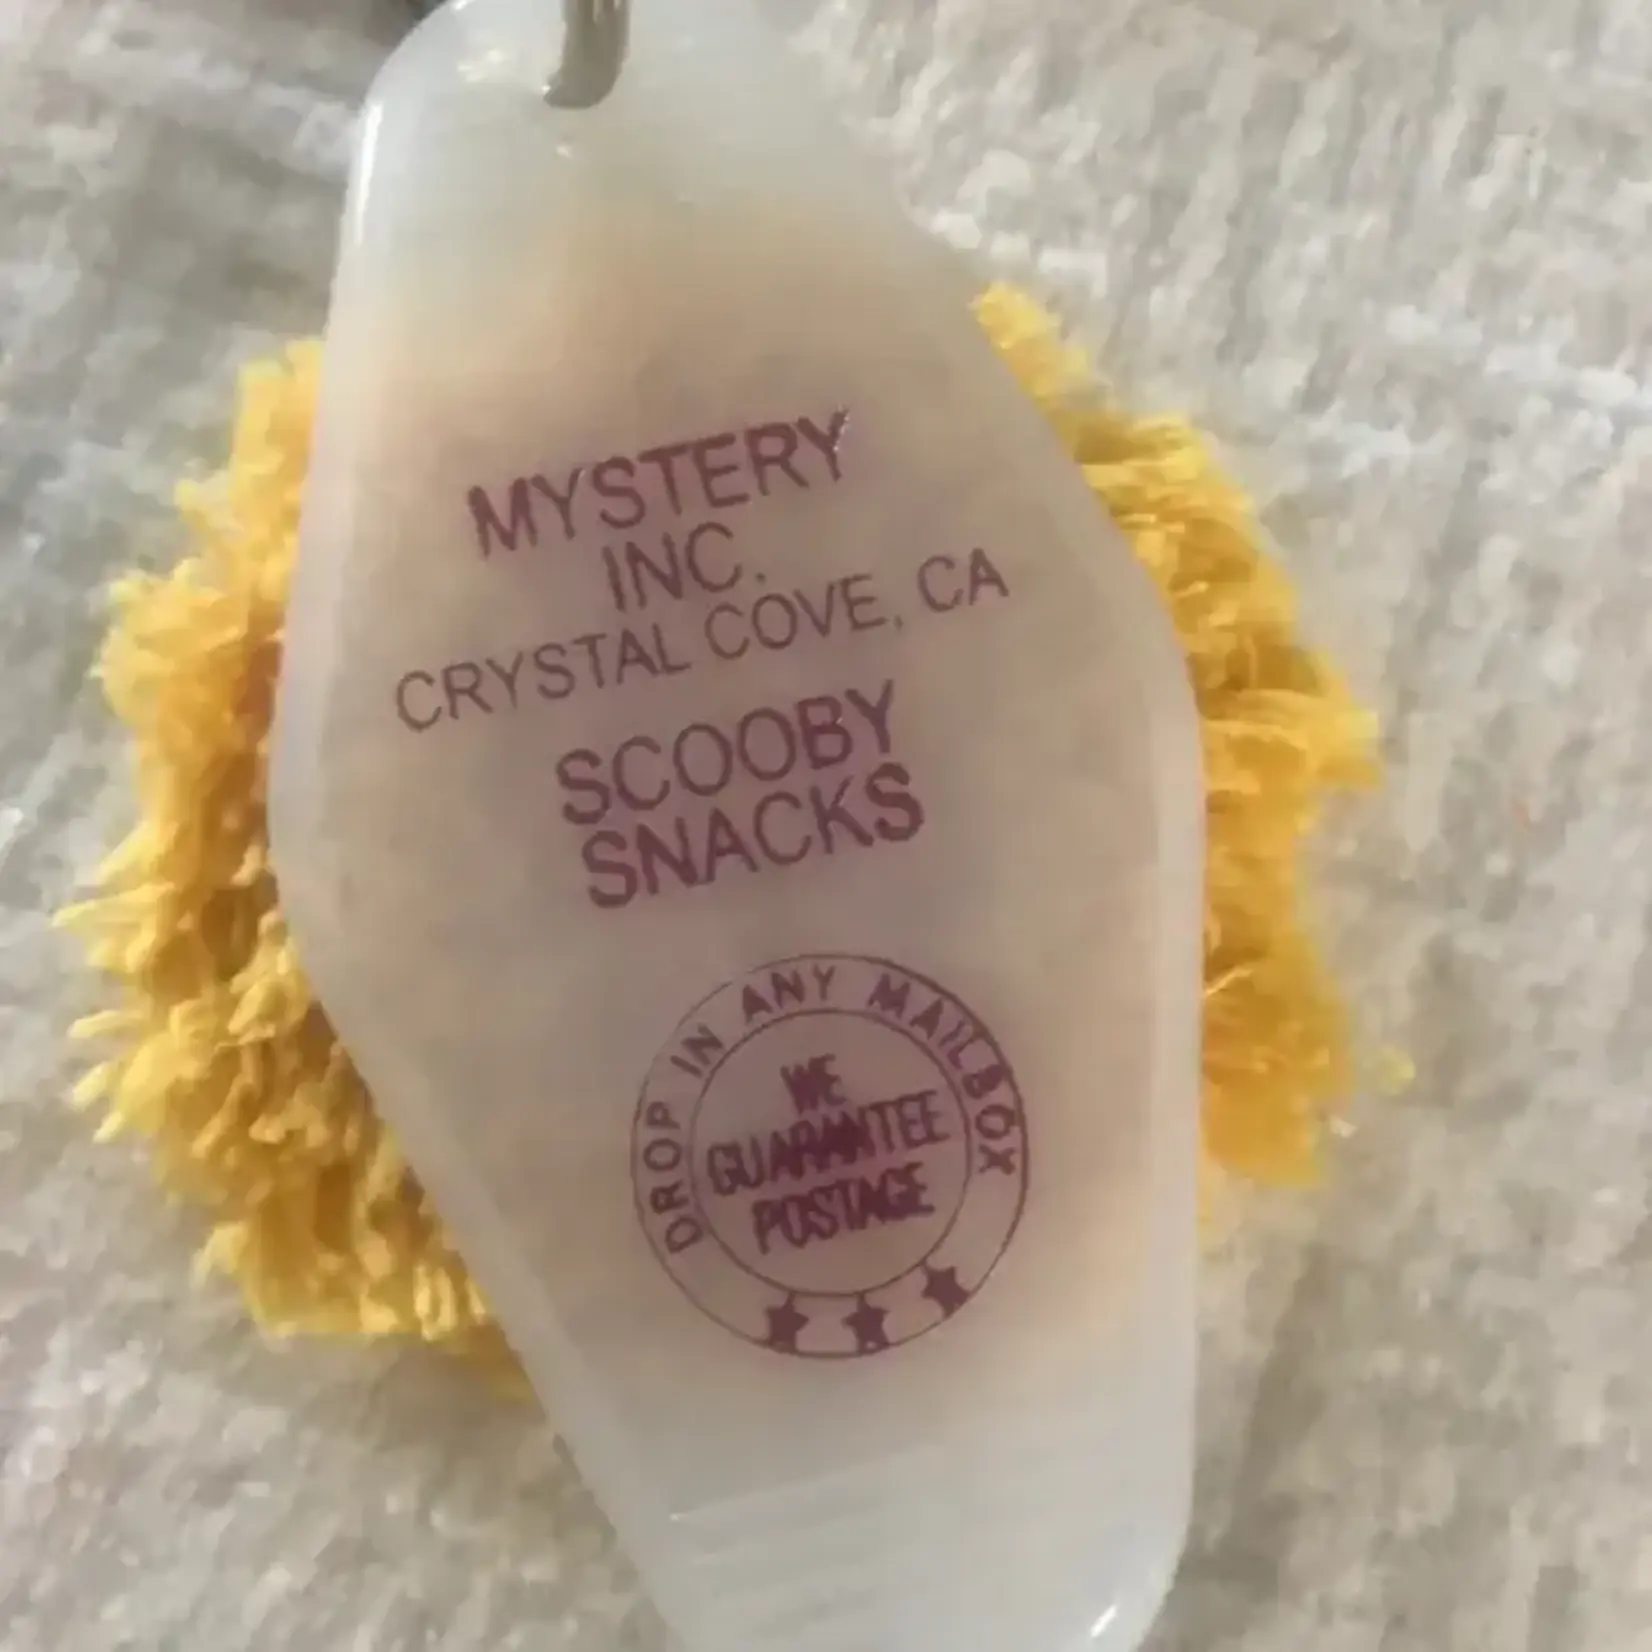 MYSTERY
INC.
CRYSTAL COVE, CA
SCOOBY
SNACKS
DROP IN ANY MAILBOX
WE
GUARANTEE
POSTAGE